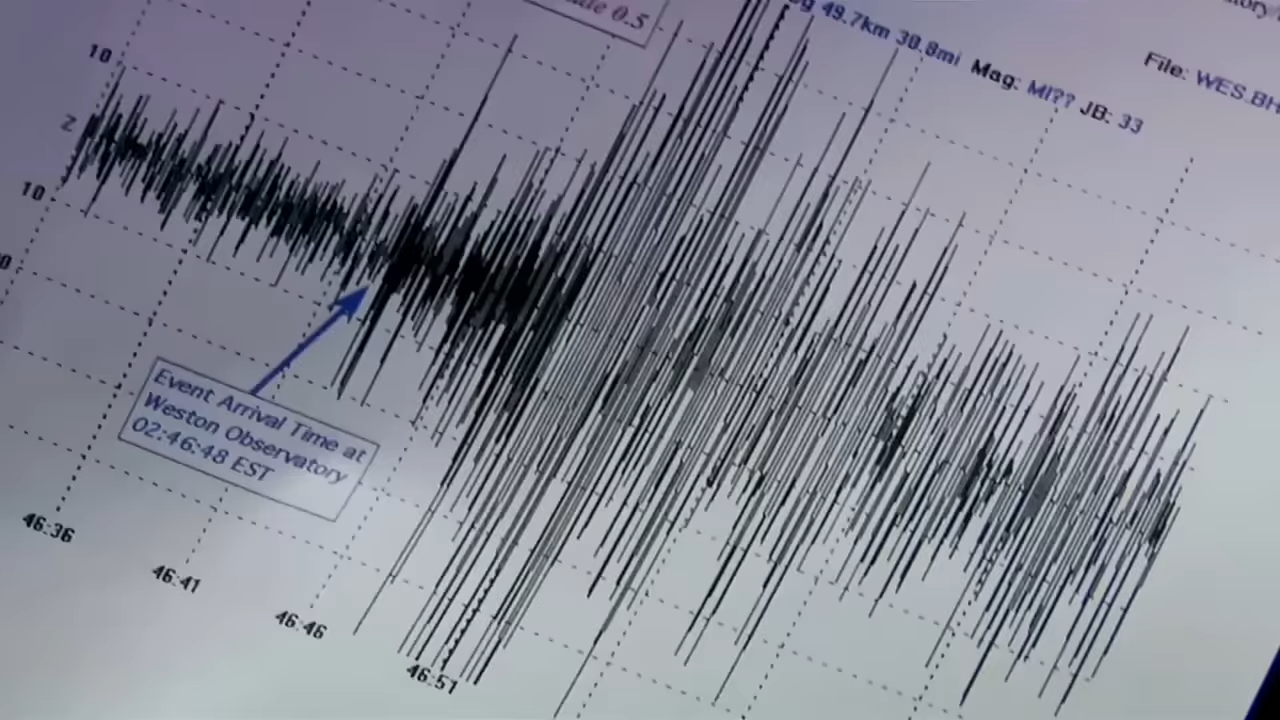 0.5
49.7km 30.8mi Mag: Ml?? JB: 33
File: WES.BH
10
Z
10
Event Arrival Time at
Weston Observatory
02:46:48 EST
46:36
46:41
46:46
46:51